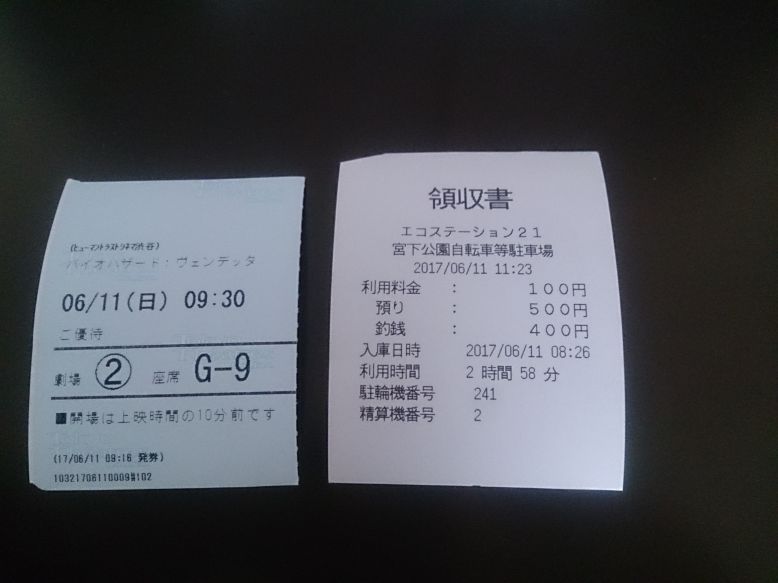 (ヒューマントラストシネマ渋谷)
バイオハザード：ヴェンデッタ
06/11(日) 09:30
ご優待
劇場 ② 座席 G-9
■開場は上映時間の10分前です
(17/06/11 09:16 発券)
領収書
エコステーション２１
宮下公園自転車等駐車場
2017/06/11 11:23
利用料金 ： １００円
預り ： ５００円
釣銭 ： ４００円
入庫日時 2017/06/11 08:26
利用時間 2 時間 58 分
駐輪機番号 241
精算機番号 2